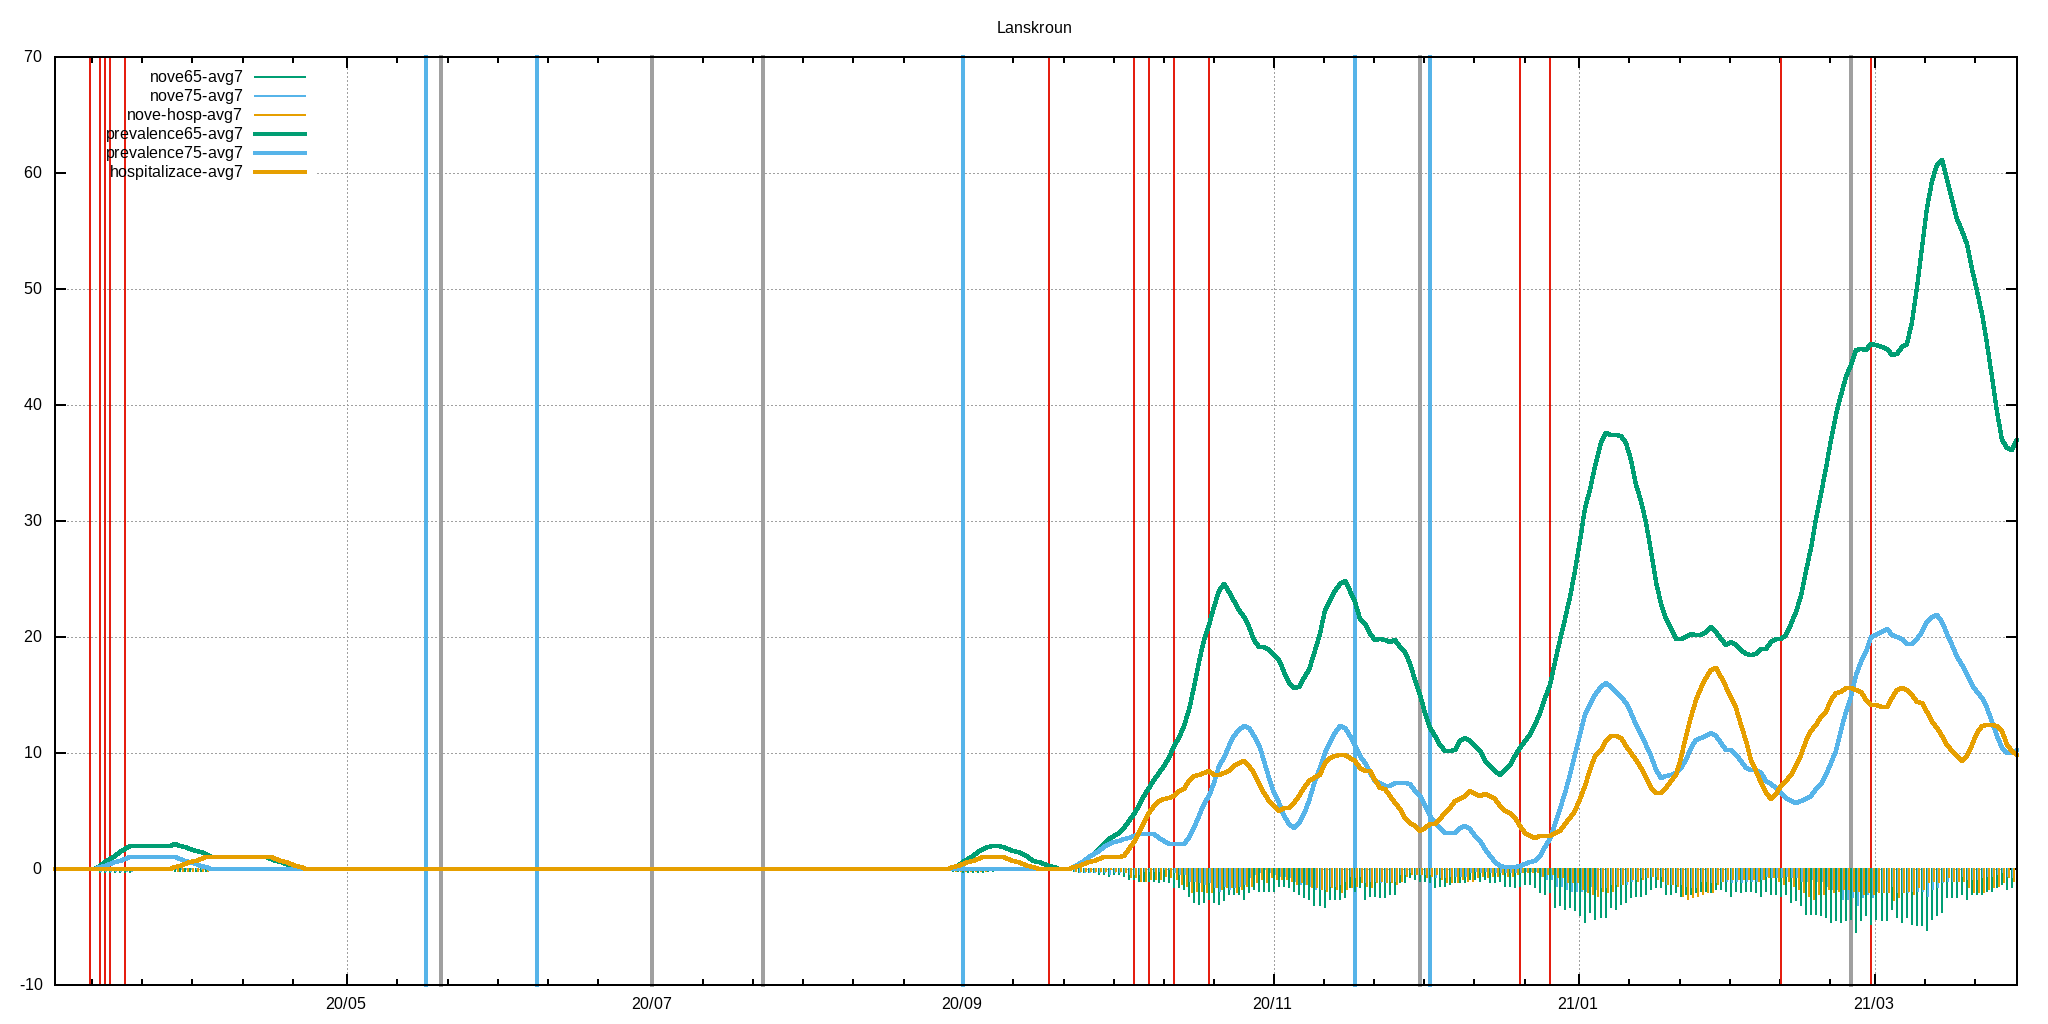 Lanskroun
70
nove65-avg7
nove75-avg7
nove-hosp-avg7
prevalence65-avg7
prevalence75-avg7
hospitalizace-avg7
60
50
40
30
20
10
0
-10
20/05 20/07 20/09 20/11 21/01 21/03